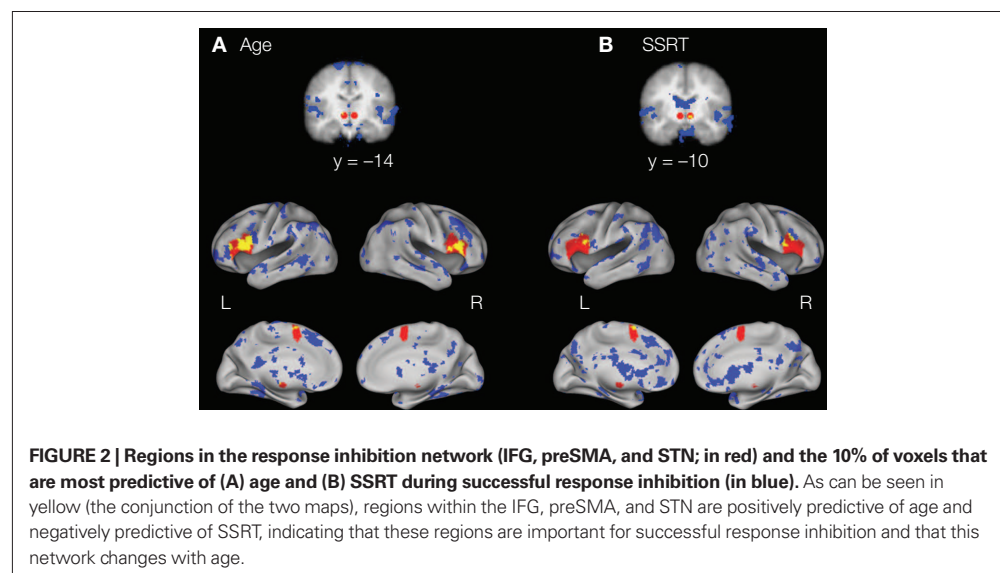 A Age
B SSRT
y = –14
y = –10
L
R
L
R
FIGURE 2 | Regions in the response inhibition network (IFG, preSMA, and STN; in red) and the 10% of voxels that
are most predictive of (A) age and (B) SSRT during successful response inhibition (in blue). As can be seen in
yellow (the conjunction of the two maps), regions within the IFG, preSMA, and STN are positively predictive of age and
negatively predictive of SSRT, indicating that these regions are important for successful response inhibition and that this
network changes with age.